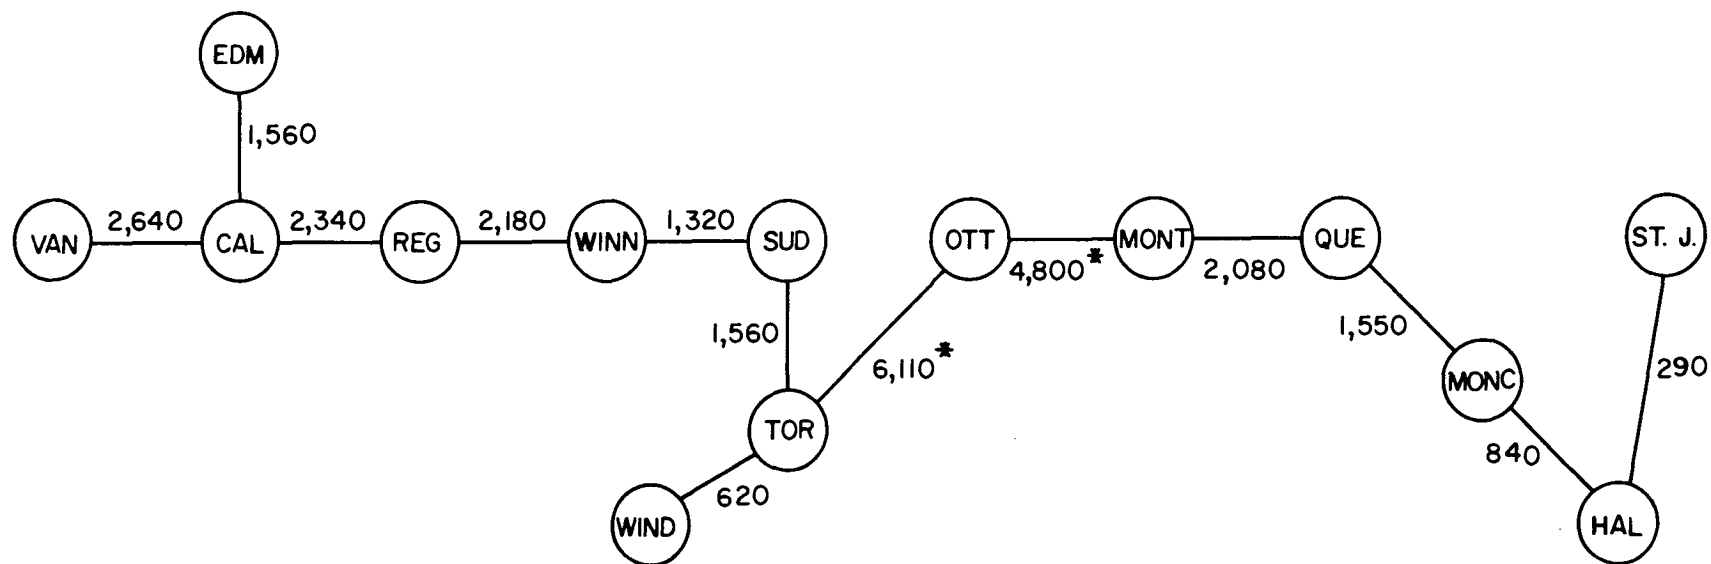 EDM
1,560
VAN 2,640 CAL 2,340 REG 2,180 WINN 1,320 SUD OTT 4,800* MONT 2,080 QUE ST. J.
1,560 6,110* 1,550 290
TOR MONC
620 840
WIND HAL